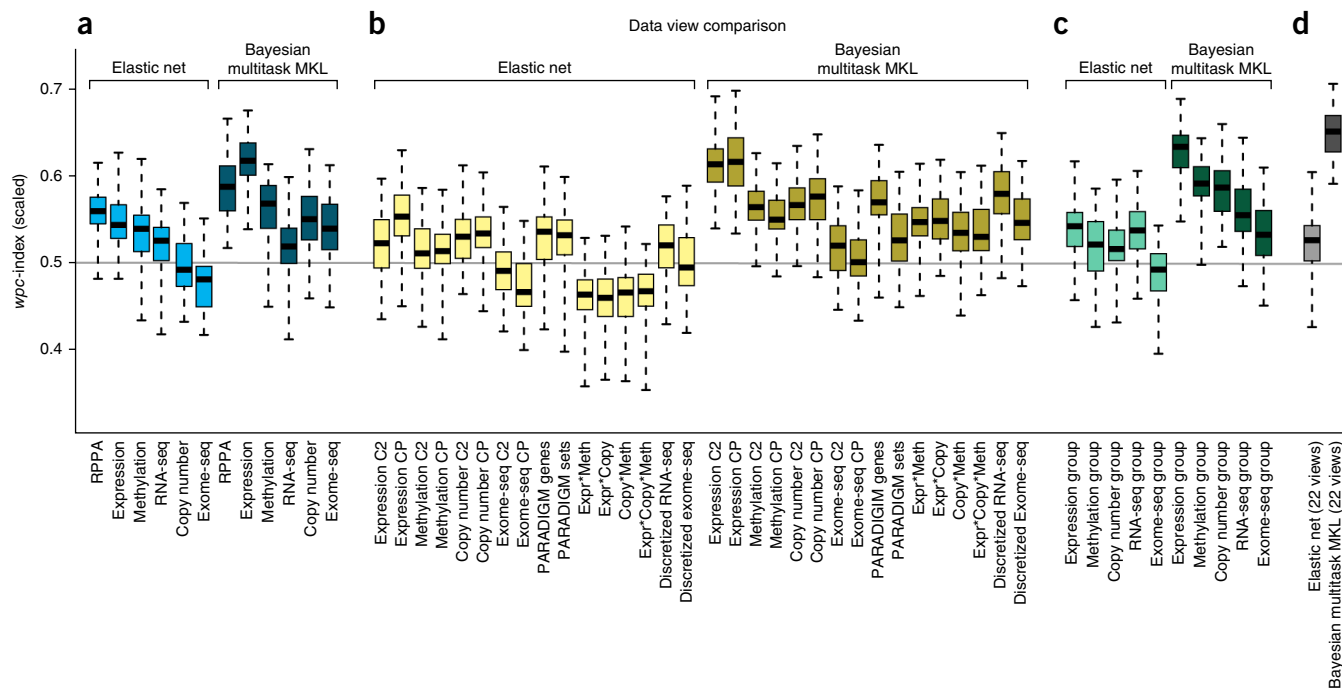 a
b
Data view comparison
c
d
Elastic net
Bayesian
multitask MKL
Elastic net
Bayesian
multitask MKL
Elastic net
Bayesian
multitask MKL
wpc-index (scaled)
0.7
0.6
0.5
0.4
RPPA
Expression
Methylation
RNA-seq
Copy number
Exome-seq
RPPA
Expression
Methylation
RNA-seq
Copy number
Exome-seq
Expression C2
Expression CP
Methylation C2
Methylation CP
Copy number C2
Copy number CP
Exome-seq C2
Exome-seq CP
PARADIGM genes
PARADIGM sets
Expr*Meth
Expr*Copy
Copy*Meth
Expr*Copy*Meth
Discretized RNA-seq
Discretized exome-seq
Expression C2
Expression CP
Methylation C2
Methylation CP
Copy number C2
Copy number CP
Exome-seq C2
Exome-seq CP
PARADIGM genes
PARADIGM sets
Expr*Meth
Expr*Copy
Copy*Meth
Expr*Copy*Meth
Discretized RNA-seq
Discretized Exome-seq
Expression group
Methylation group
Copy number group
RNA-seq group
Exome-seq group
Expression group
Methylation group
Copy number group
RNA-seq group
Exome-seq group
Elastic net (22 views)
Bayesian multitask MKL (22 views)